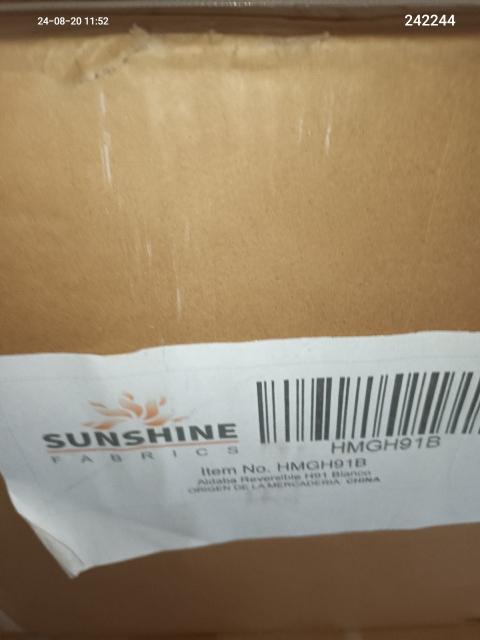 24-08-20 11:52
242244
SUNSHINE
FABRICS
HMGH91B
Item No. HMGH91B
Aldaba Reversible H91 Blanco
ORIGEN DE LA MERCADERIA: CHINA